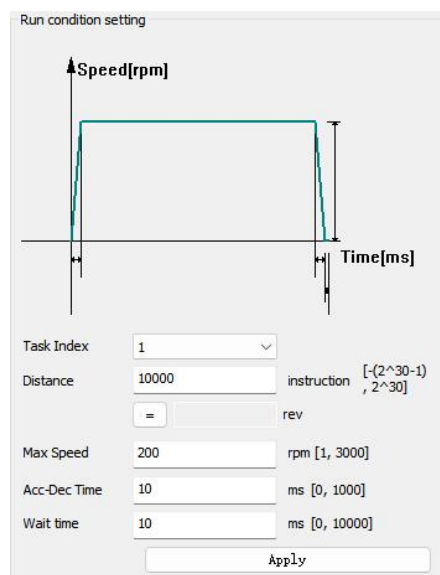 Run condition setting
Speed[rpm]
Time[ms]
Task Index 1
Distance 10000 instruction [-(2^30-1)
, 2^30]
= rev
Max Speed 200 rpm [1, 3000]
Acc-Dec Time 10 ms [0, 1000]
Wait time 10 ms [0, 10000]
Apply